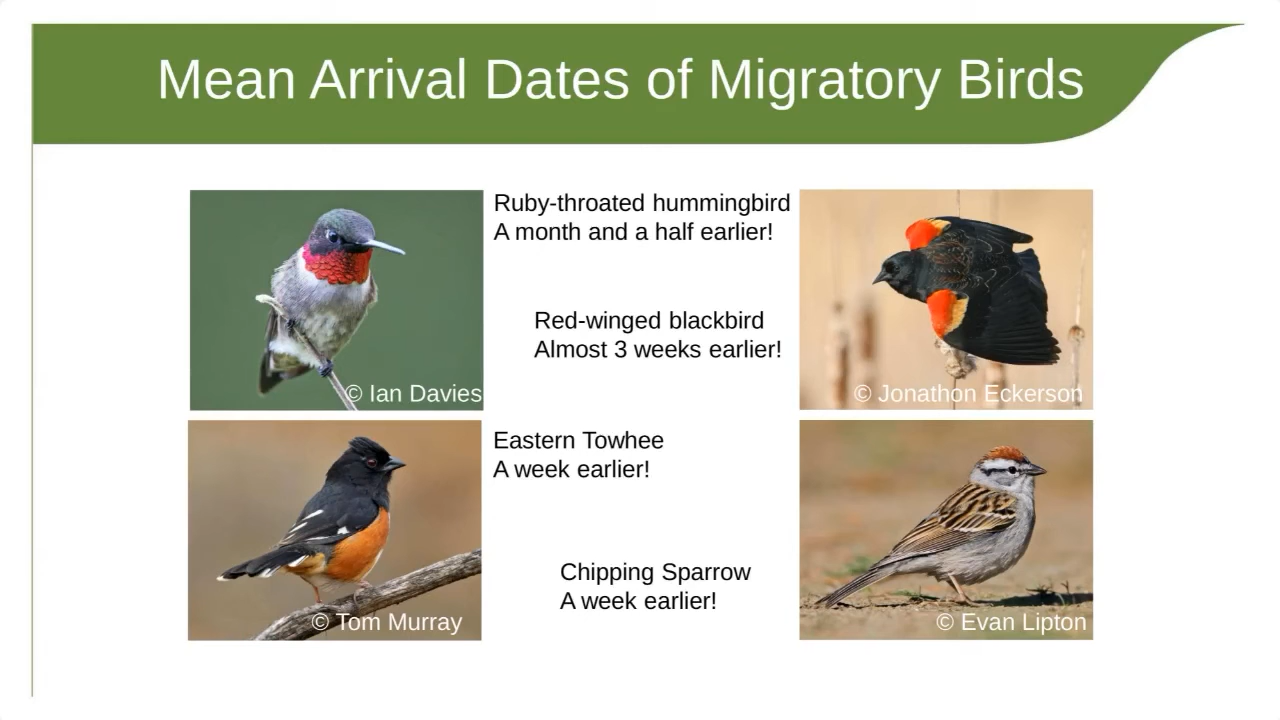 Mean Arrival Dates of Migratory Birds
Ruby-throated hummingbird
A month and a half earlier!
Red-winged blackbird
Almost 3 weeks earlier!
© Ian Davies
© Jonathon Eckerson
Eastern Towhee
A week earlier!
Chipping Sparrow
A week earlier!
© Tom Murray
© Evan Lipton